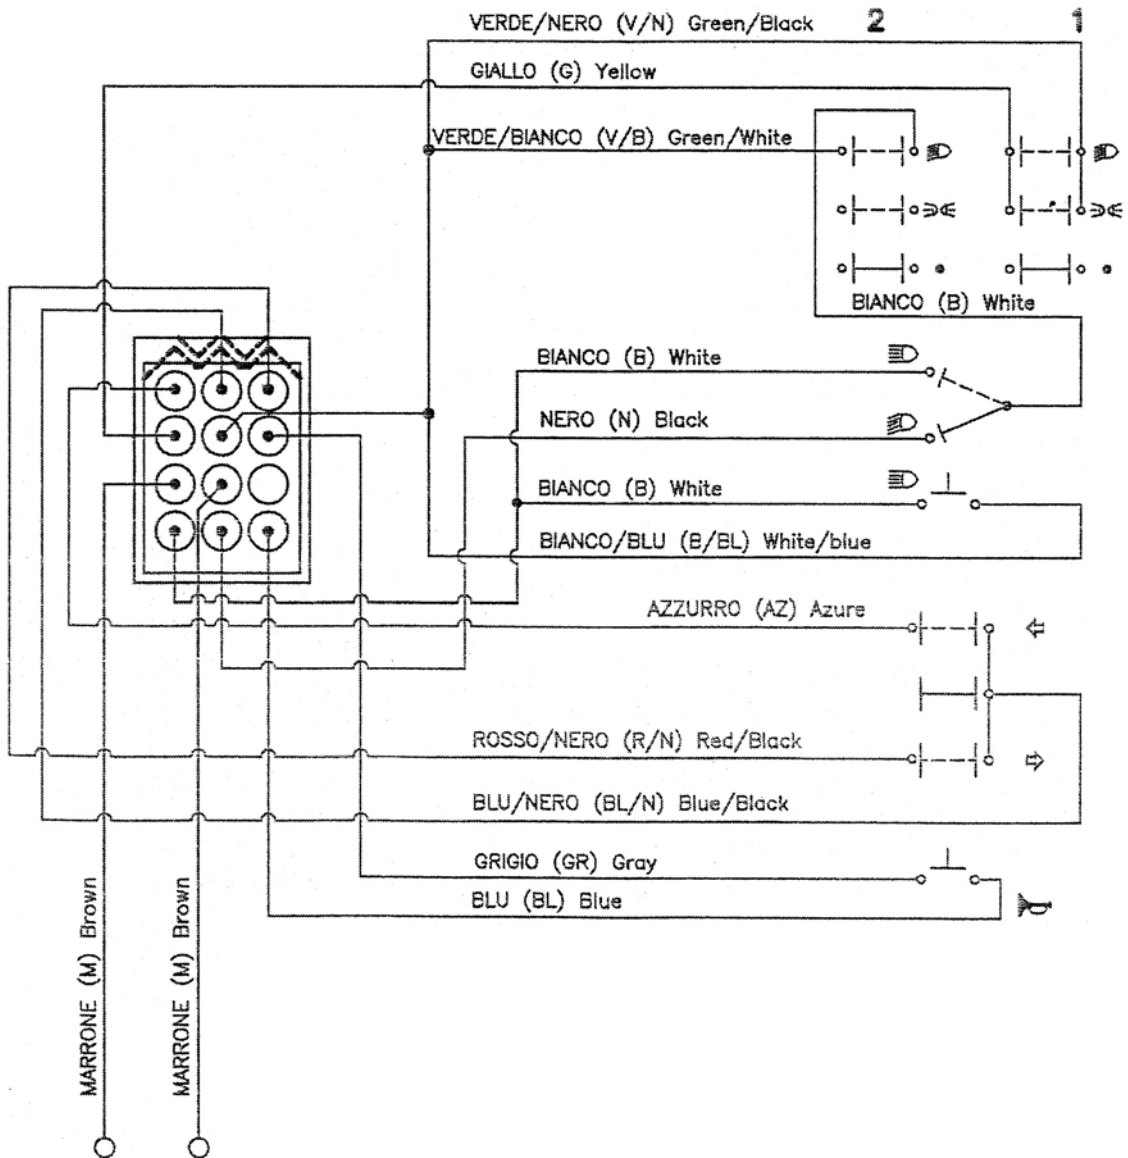 VERDE/NERO (V/N) Green/Black
2
1
GIALLO (G) Yellow
VERDE/BIANCO (V/B) Green/White
BIANCO (B) White
BIANCO (B) White
NERO (N) Black
BIANCO (B) White
BIANCO/BLU (B/BL) White/blue
AZZURRO (AZ) Azure
ROSSO/NERO (R/N) Red/Black
BLU/NERO (BL/N) Blue/Black
GRIGIO (GR) Gray
BLU (BL) Blue
MARRONE (M) Brown
MARRONE (M) Brown